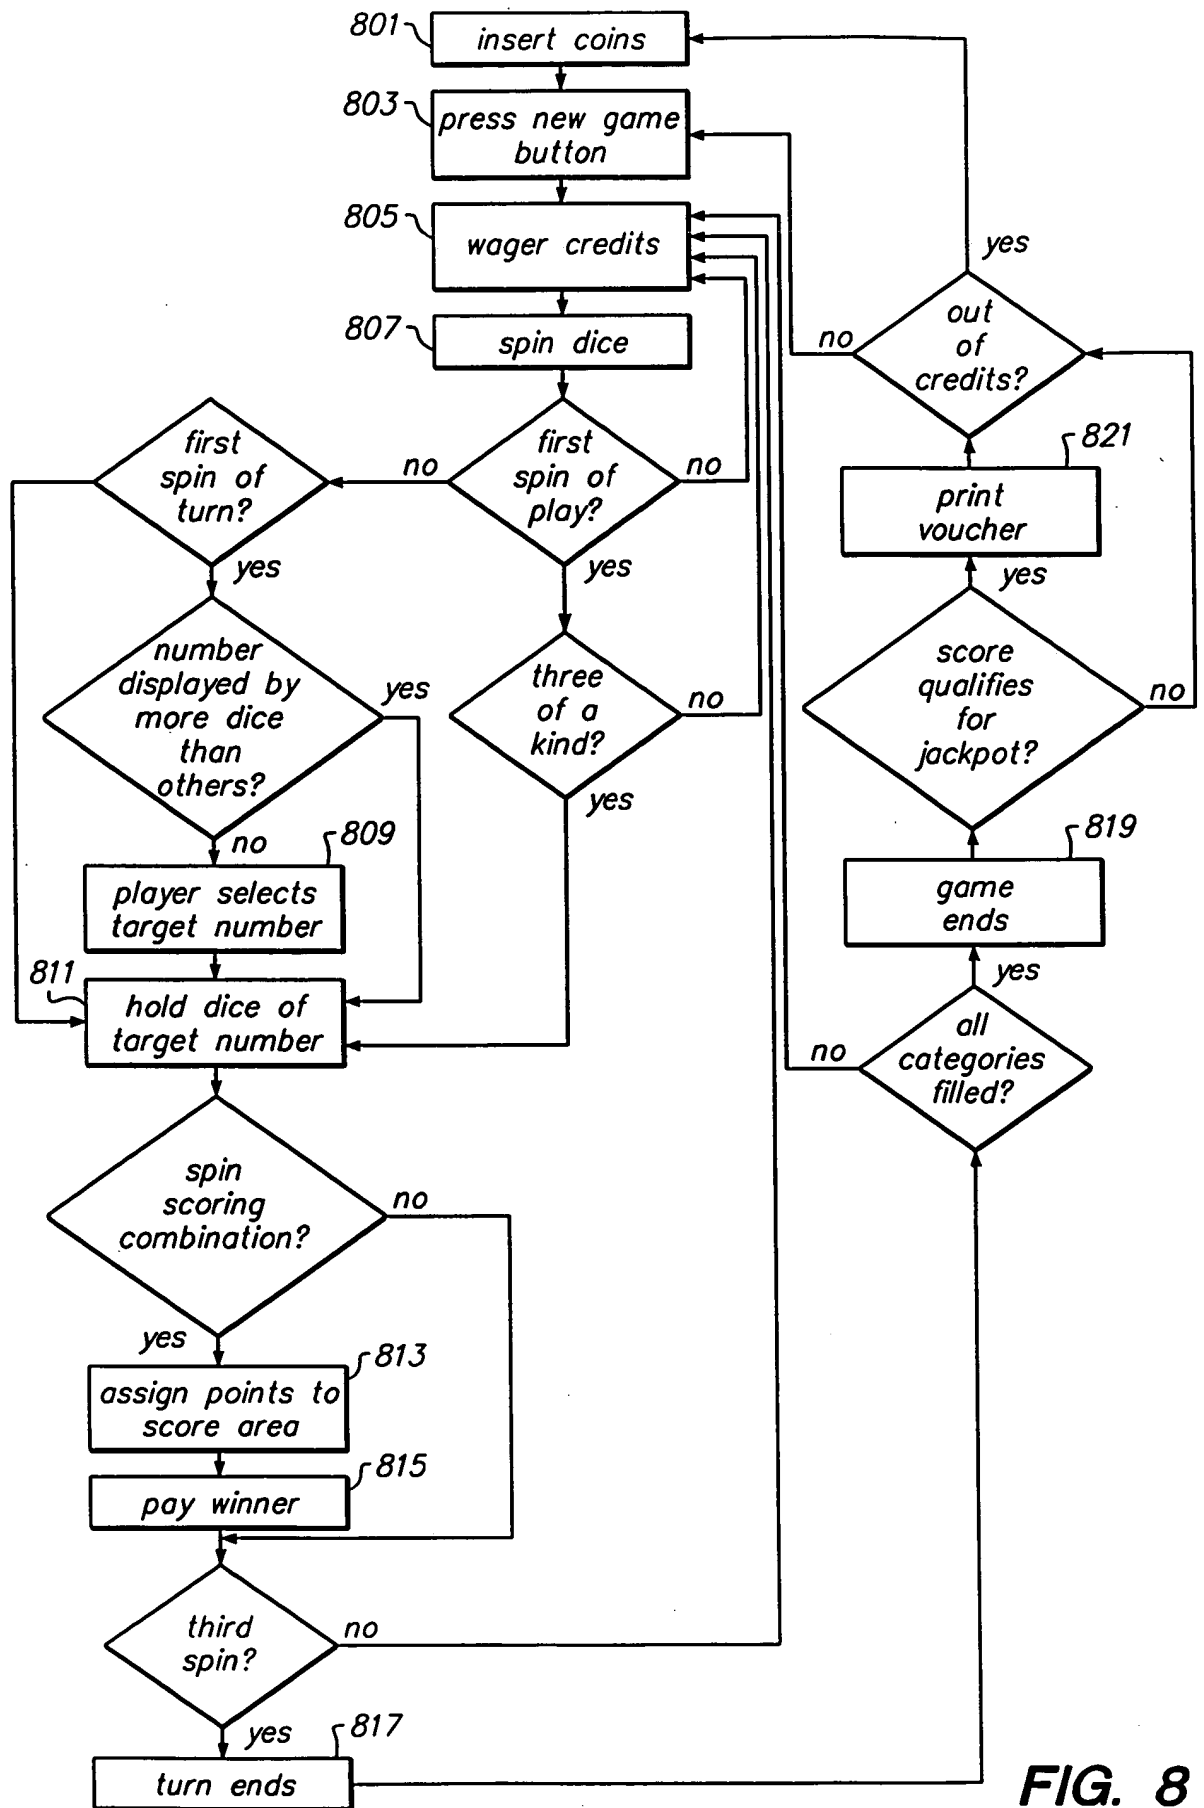 801
insert coins
803
press new game
button
805
wager credits
807
spin dice
first
spin of
play?
no
no
yes
first
spin of
turn?
yes
number
displayed by
more dice
than
others?
yes
no
three
of a
kind?
no
yes
809
player selects
target number
811
hold dice of
target number
spin
scoring
combination?
no
yes
813
assign points to
score area
815
pay winner
third
spin?
no
yes
817
turn ends
all
categories
filled?
no
yes
819
game
ends
score
qualifies
for
jackpot?
no
yes
821
print
voucher
out
of
credits?
no
yes
FIG. 8